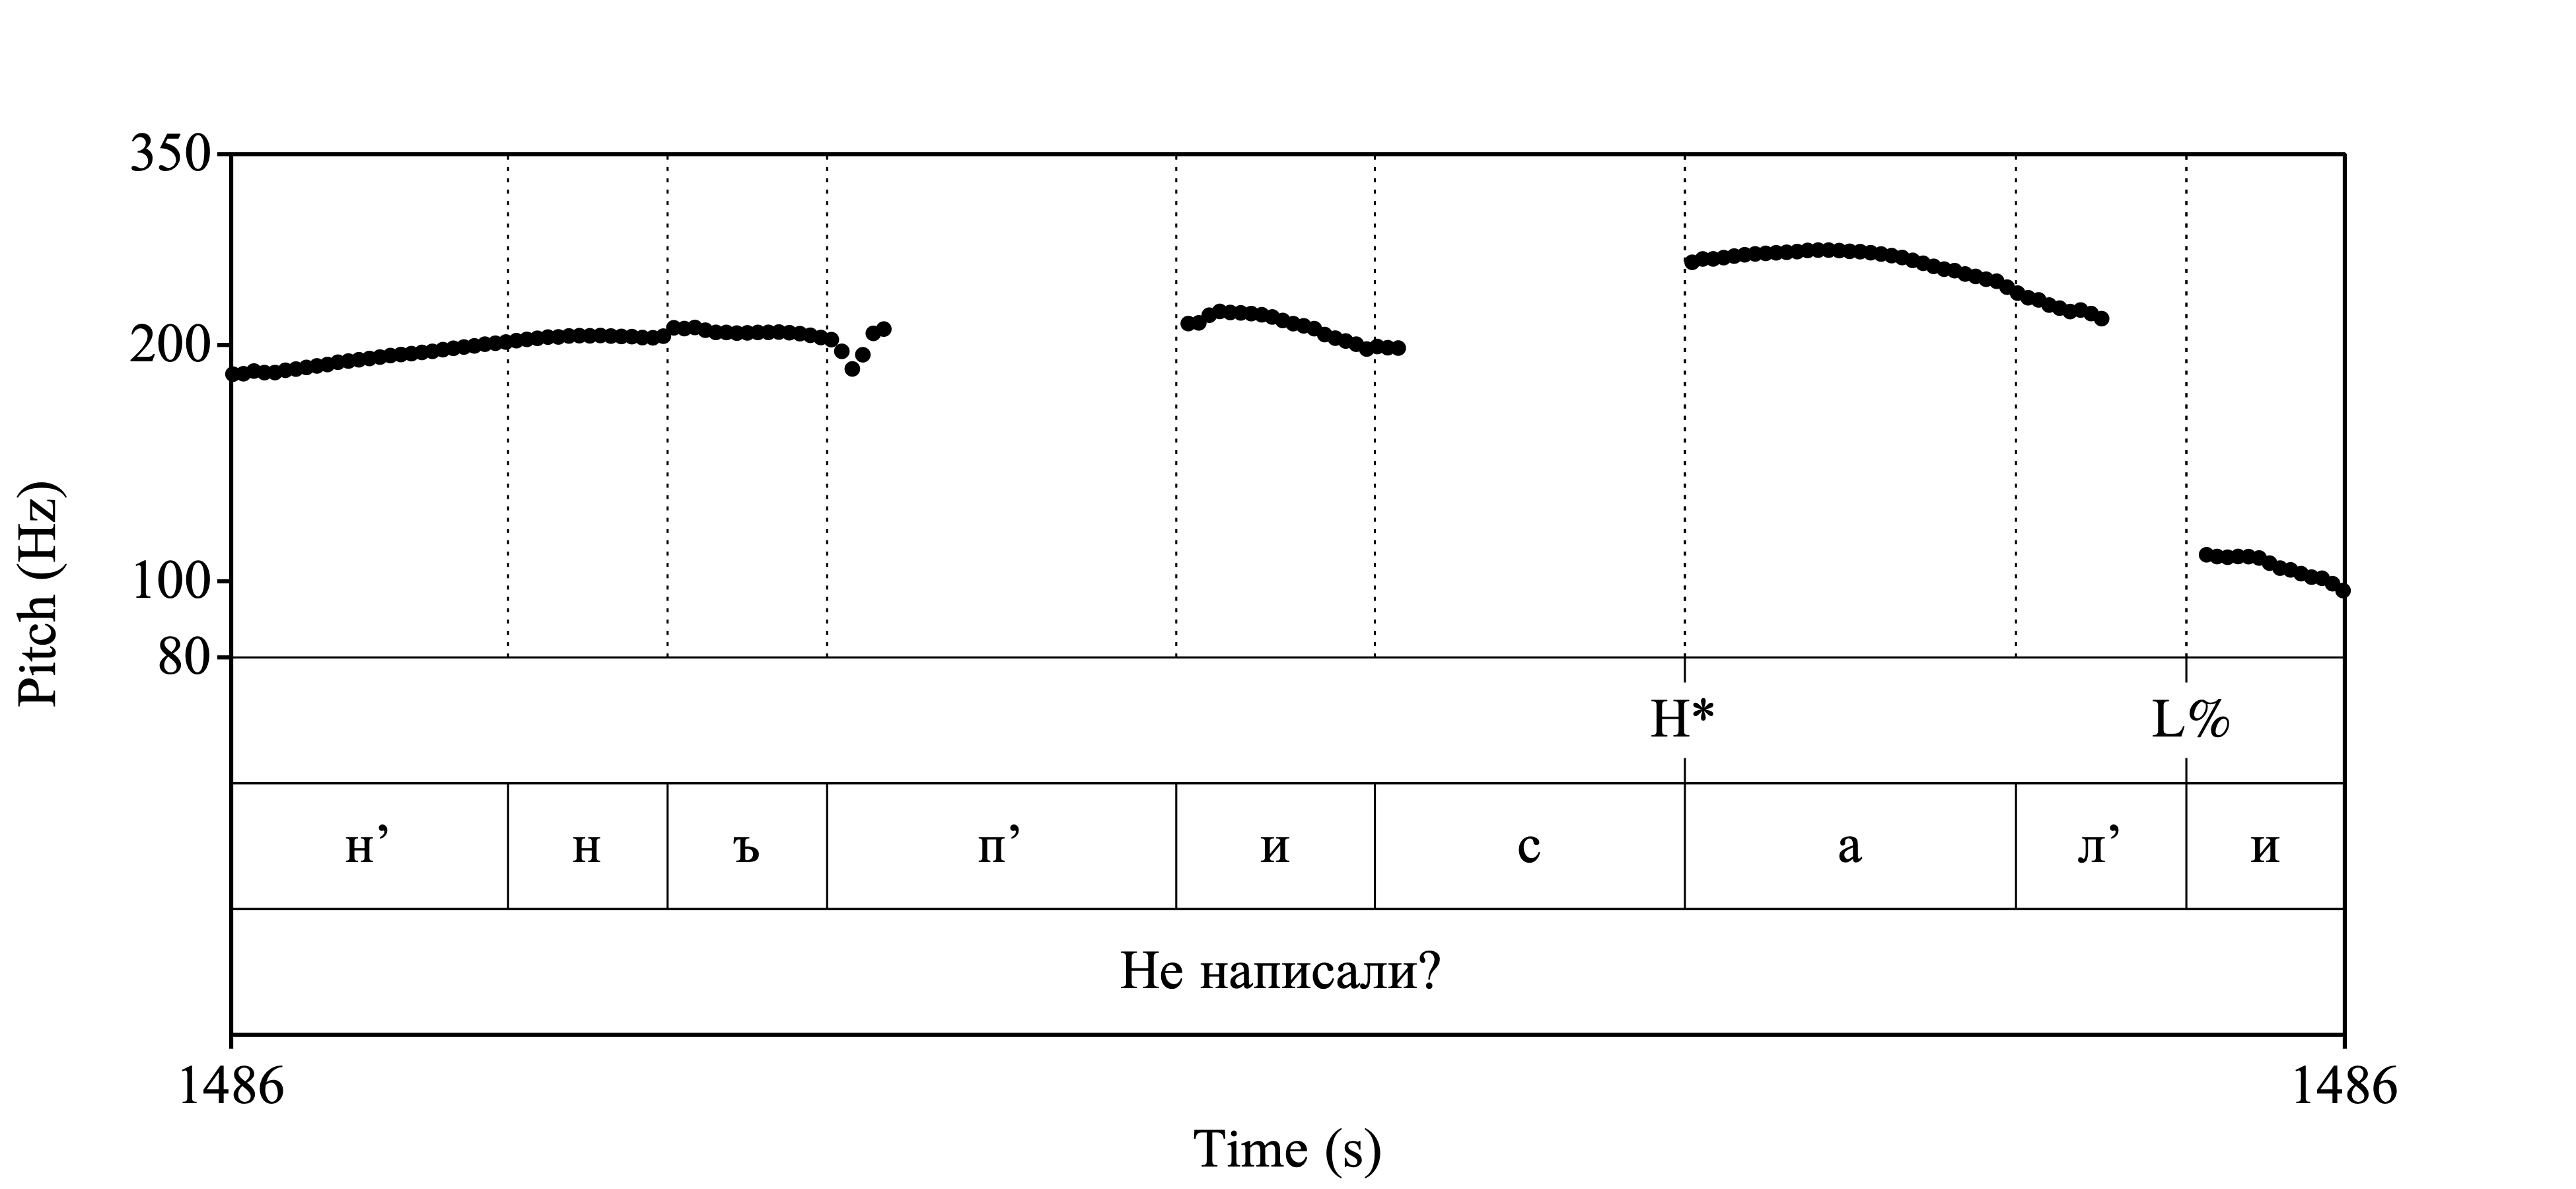 350
200
100
80
Pitch (Hz)
H* L%
н’ н ъ п’ и с а л’ и
Не написали?
1486 1486
Time (s)